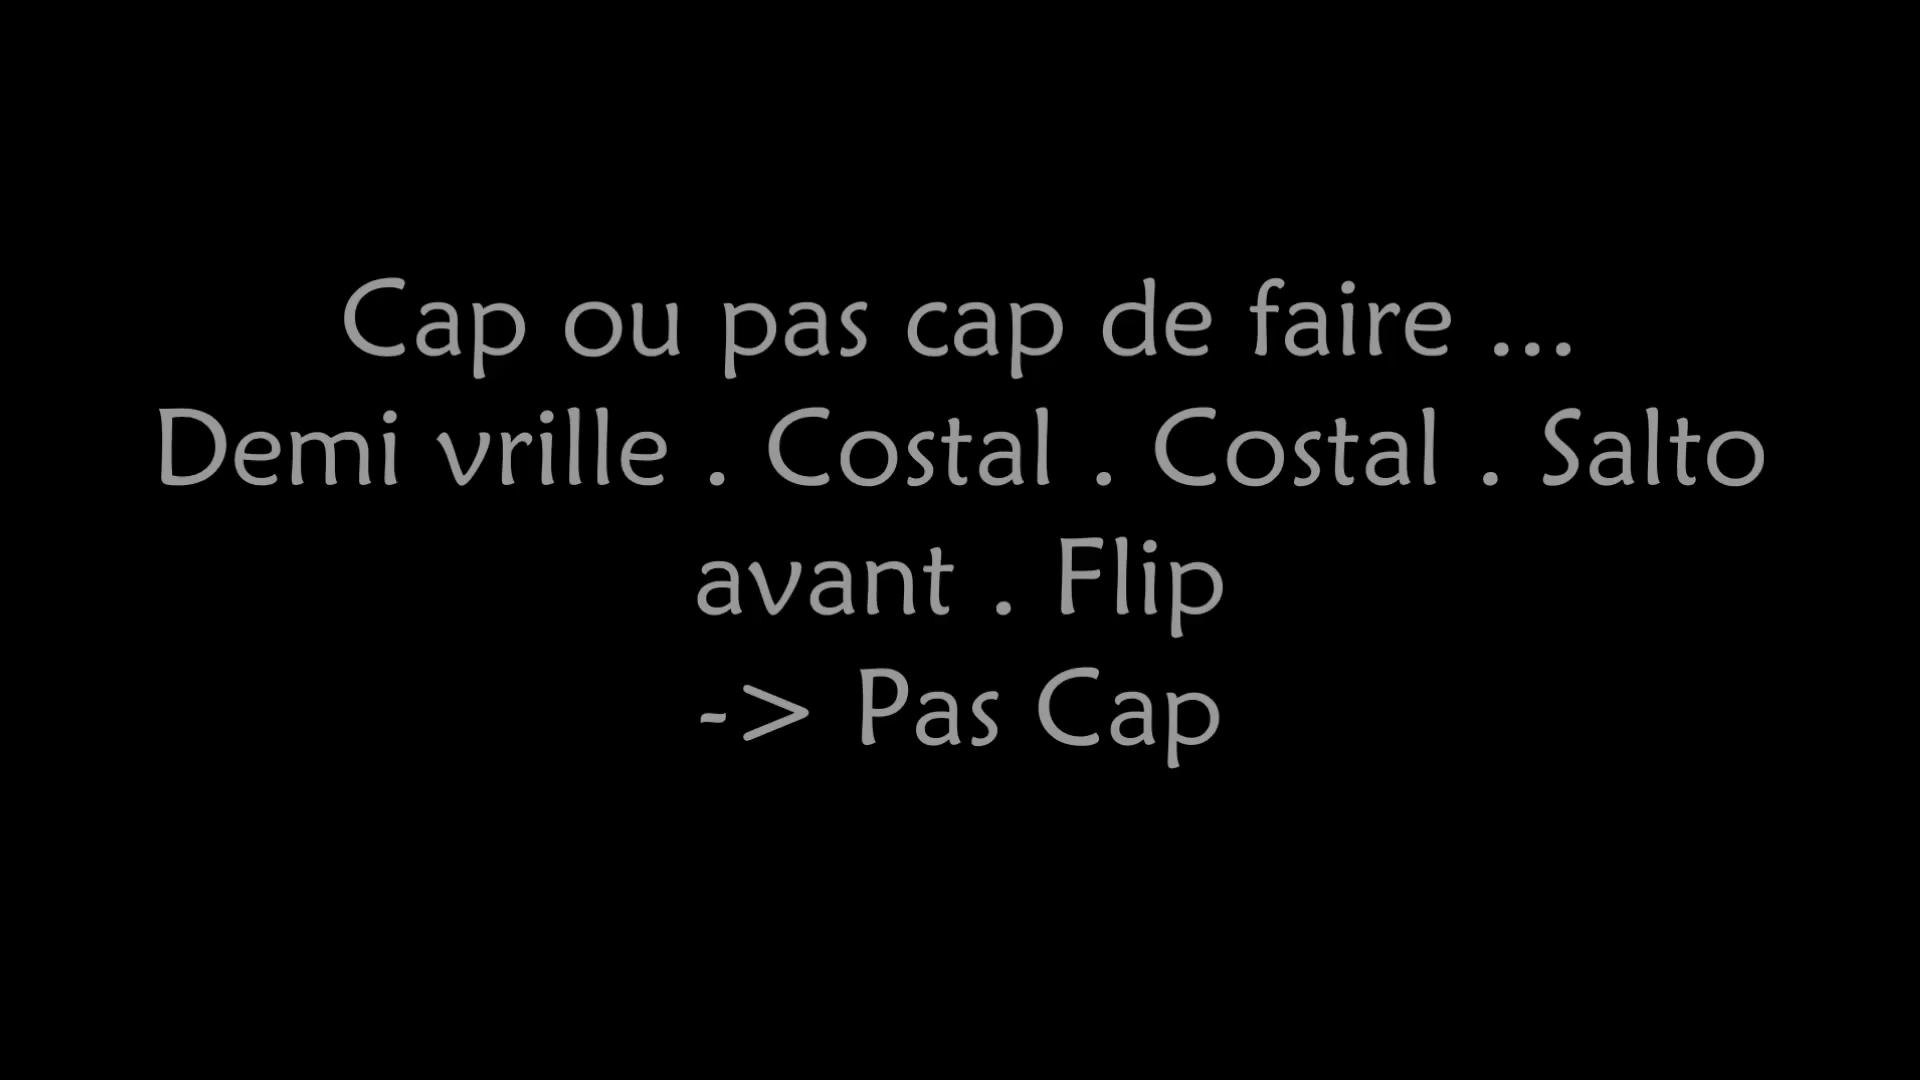 Cap ou pas cap de faire ...
Demi vrille . Costal . Costal . Salto
avant . Flip
-> Pas Cap